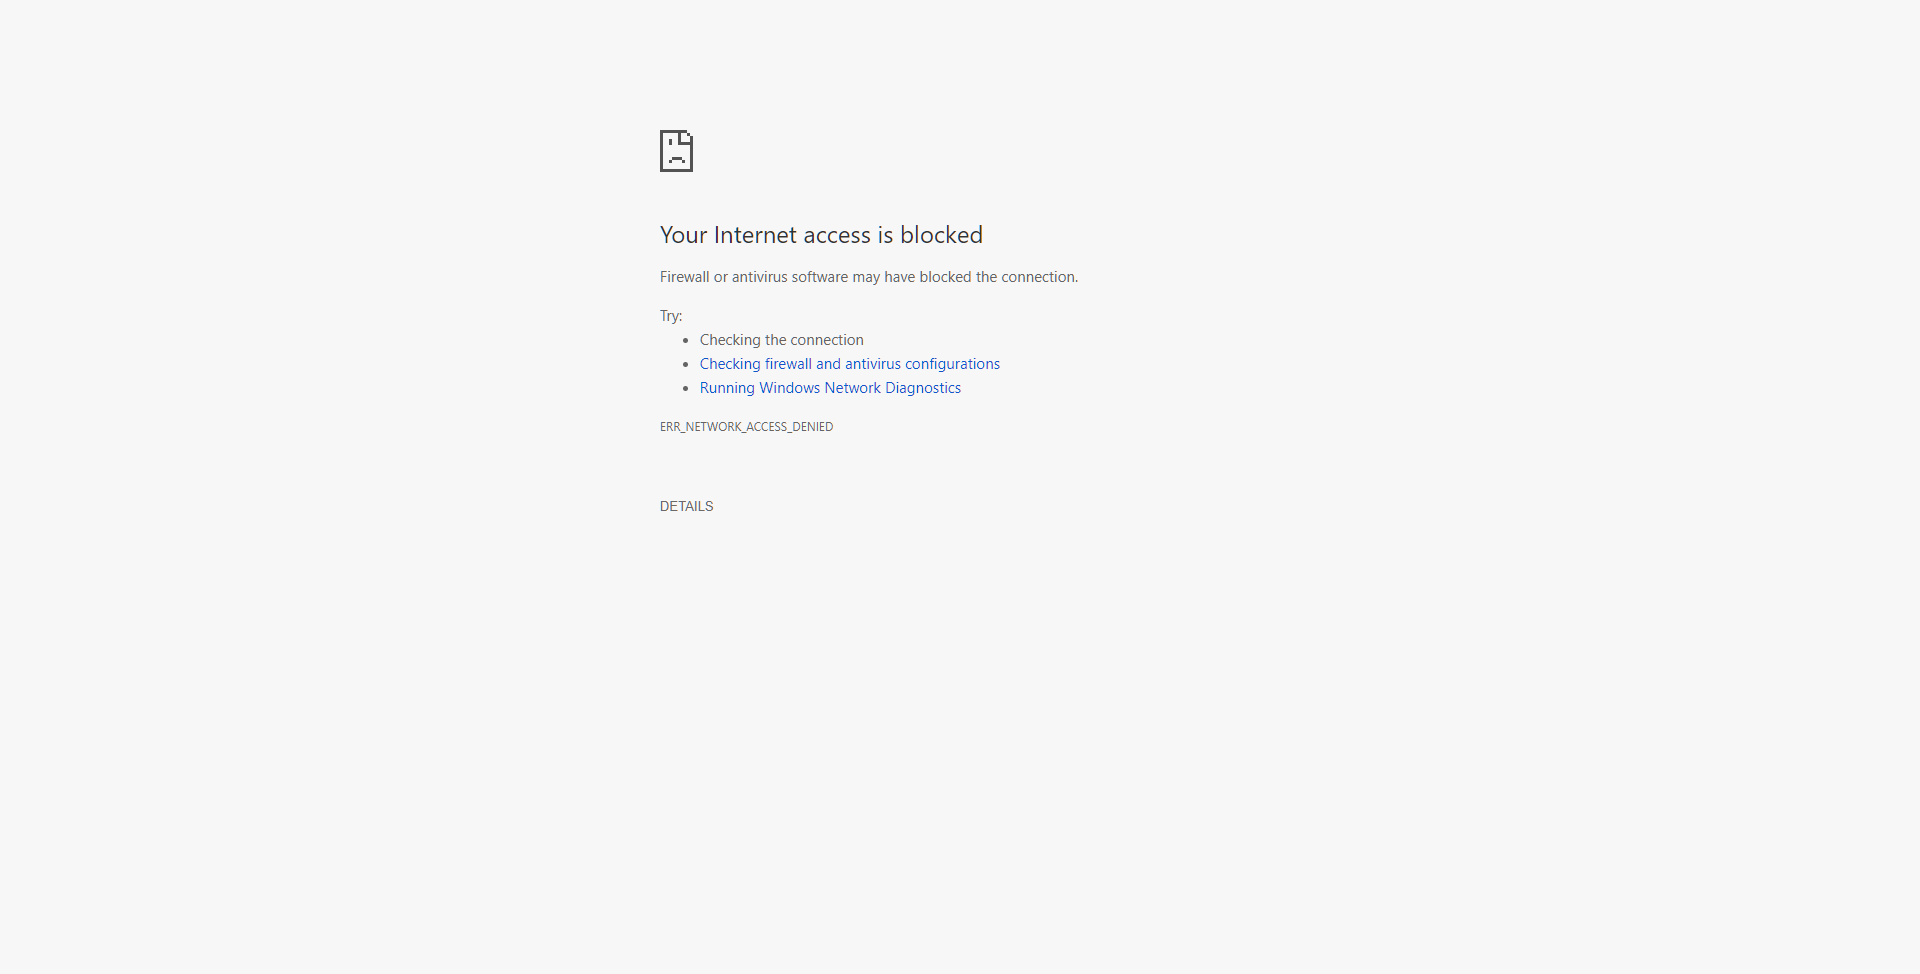 Your Internet access is blocked
Firewall or antivirus software may have blocked the connection.
Try:
Checking the connection
Checking firewall and antivirus configurations
Running Windows Network Diagnostics
ERR_NETWORK_ACCESS_DENIED
DETAILS